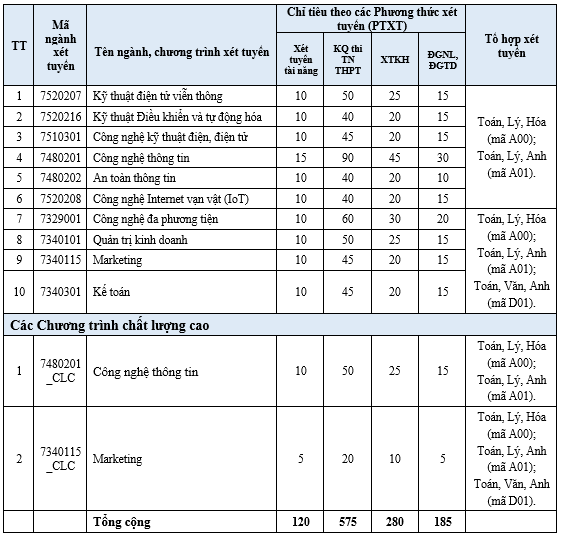 TT Mã ngành xét tuyển Tên ngành, chương trình xét tuyển Chỉ tiêu theo các Phương thức xét tuyển (PTXT) Tổ hợp xét tuyển
Xét tuyển tài năng KQ thi TN THPT XTKH ĐGNL, ĐGTD
1 7520207 Kỹ thuật điện tử viễn thông 10 50 25 15
2 7520216 Kỹ thuật Điều khiển và tự động hóa 10 40 20 15
3 7510301 Công nghệ kỹ thuật điện, điện tử 10 45 20 15
4 7480201 Công nghệ thông tin 15 90 45 30
5 7480202 An toàn thông tin 10 40 20 10
6 7520208 Công nghệ Internet vạn vật (IoT) 10 40 20 15
Toán, Lý, Hóa
(mã A00);
Toán, Lý, Anh
(mã A01).
7 7329001 Công nghệ đa phương tiện 10 60 30 20
8 7340101 Quản trị kinh doanh 10 50 25 15
9 7340115 Marketing 10 45 20 15
10 7340301 Kế toán 10 45 20 15
Toán, Lý, Hóa
(mã A00);
Toán, Lý, Anh
(mã A01);
Toán, Văn, Anh
(mã D01).
Các Chương trình chất lượng cao
1 7480201_CLC Công nghệ thông tin 10 50 25 15
Toán, Lý, Hóa
(mã A00);
Toán, Lý, Anh
(mã A01).
2 7340115_CLC Marketing 5 20 10 5
Toán, Lý, Hóa
(mã A00);
Toán, Lý, Anh
(mã A01);
Toán, Văn, Anh
(mã D01).
Tổng cộng 120 575 280 185